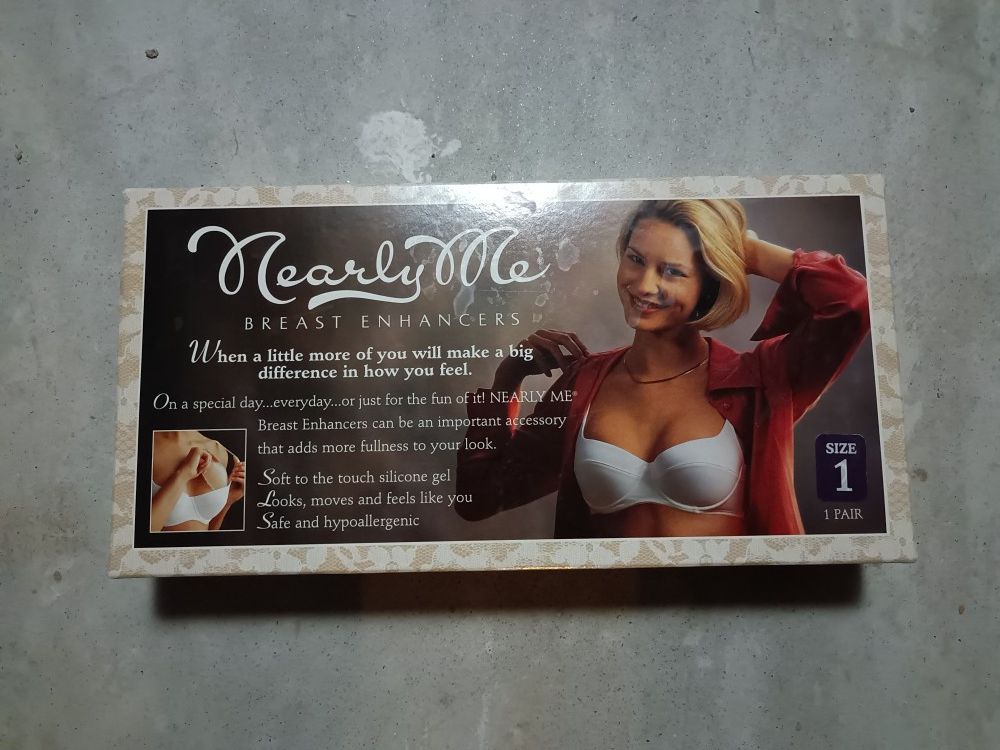 Nearly Me
BREAST ENHANCERS
When a little more of you will make a big
difference in how you feel.
On a special day...everyday...or just for the fun of it! NEARLY ME®
Breast Enhancers can be an important accessory
that adds more fullness to your look.
Soft to the touch silicone gel
Looks, moves and feels like you
Safe and hypoallergenic
SIZE
1
1 PAIR